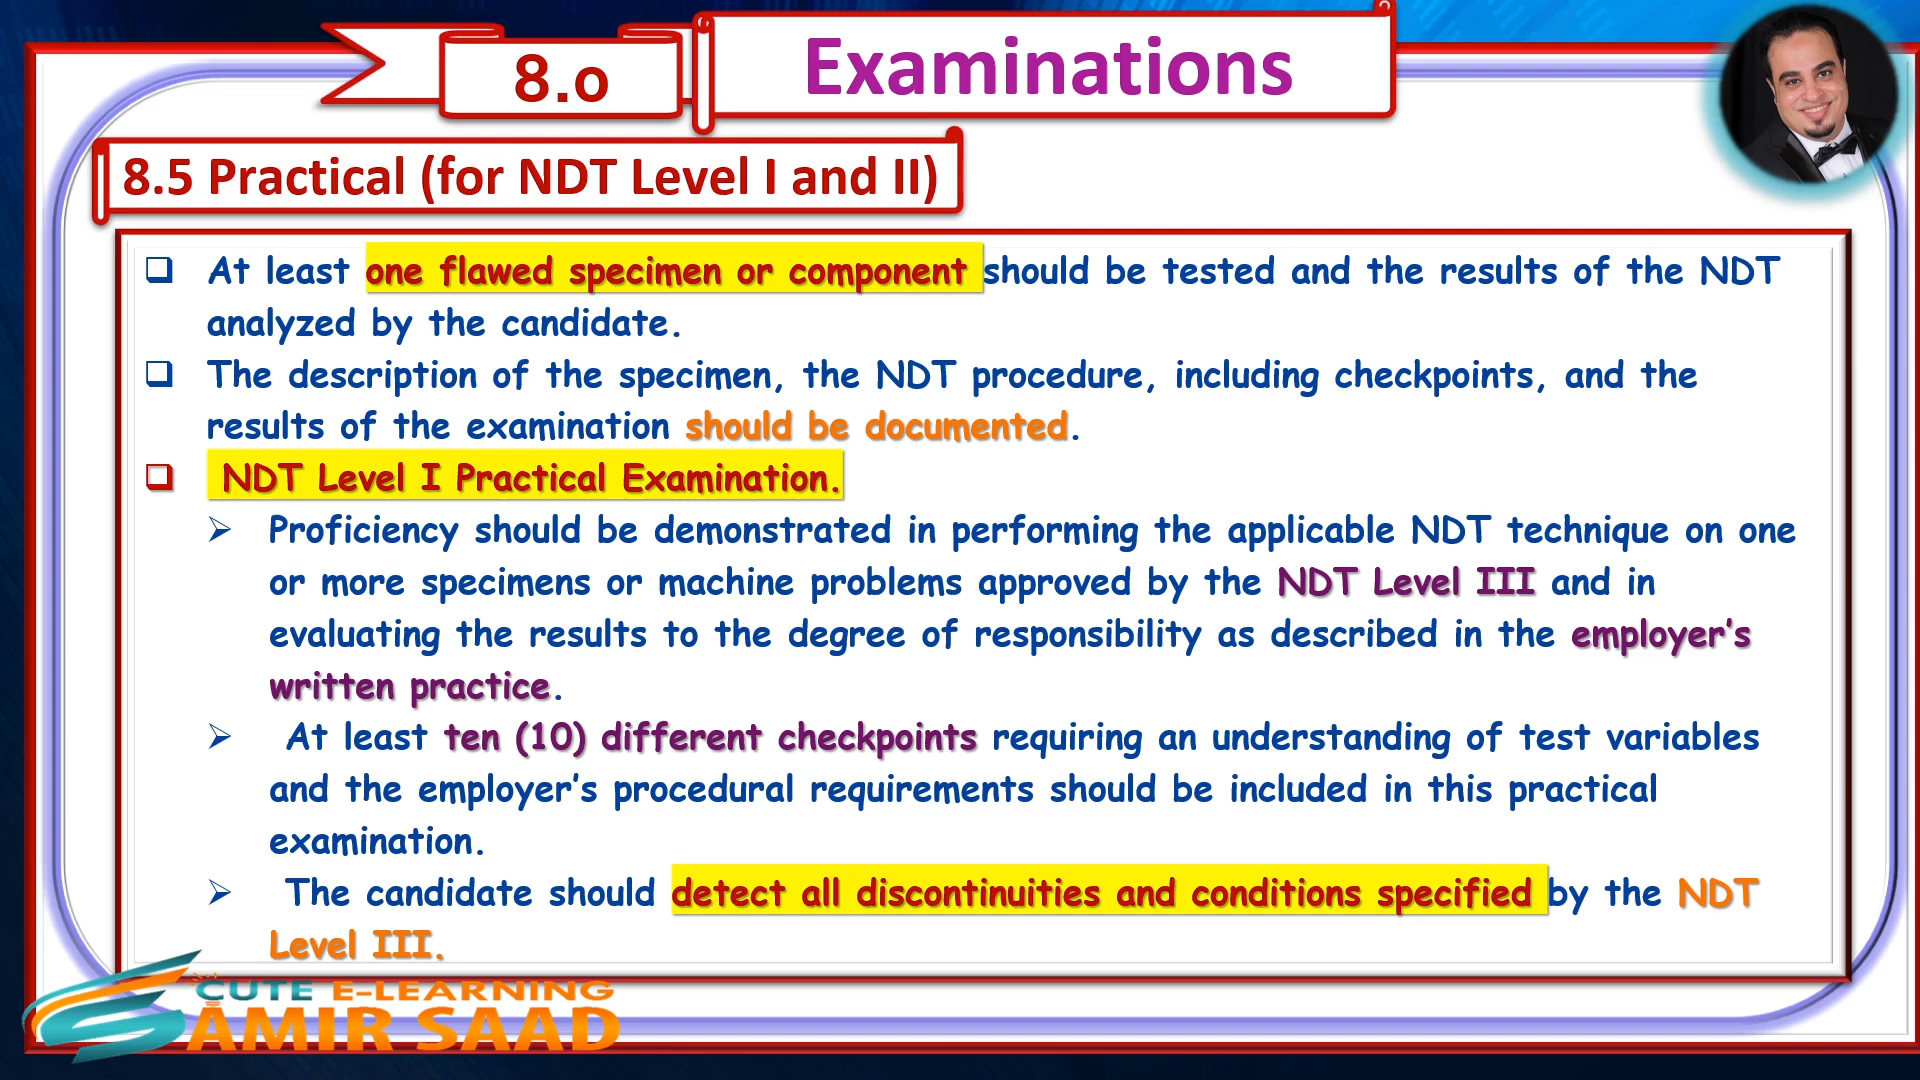 8.0
Examinations
8.5 Practical (for NDT Level I and II)
❑ At least one flawed specimen or component should be tested and the results of the NDT
analyzed by the candidate.
❑ The description of the specimen, the NDT procedure, including checkpoints, and the
results of the examination should be documented.
❑ NDT Level I Practical Examination.
➢ Proficiency should be demonstrated in performing the applicable NDT technique on one
or more specimens or machine problems approved by the NDT Level III and in
evaluating the results to the degree of responsibility as described in the employer’s
written practice.
➢ At least ten (10) different checkpoints requiring an understanding of test variables
and the employer’s procedural requirements should be included in this practical
examination.
➢ The candidate should detect all discontinuities and conditions specified by the NDT
Level III.
CUTE E-LEARNING
AMIR SAAD